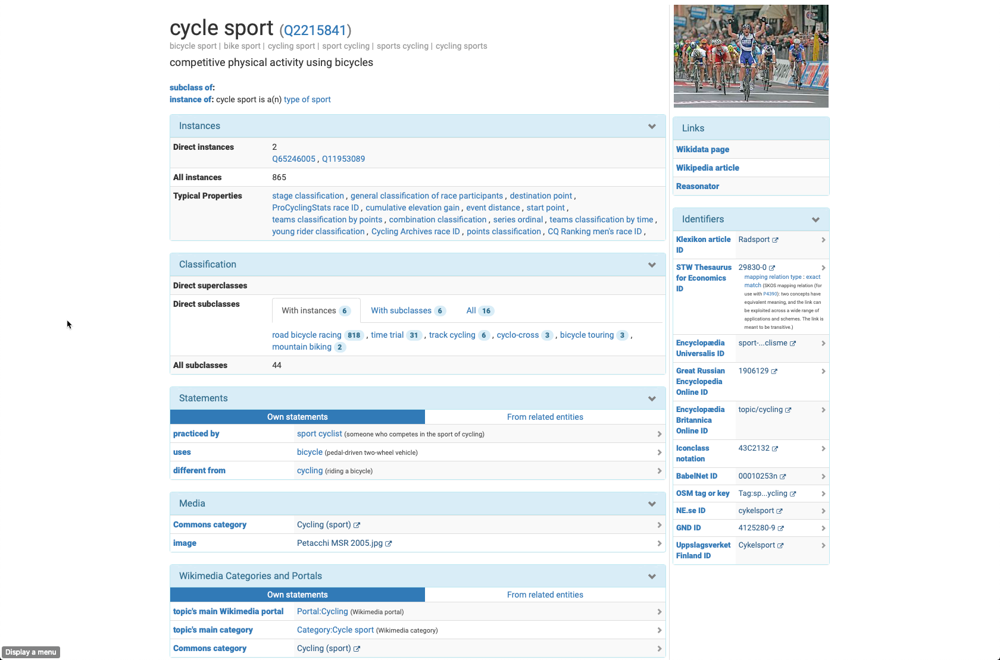 cycle sport (Q2215841)
bicycle sport | bike sport | cycling sport | sport cycling | sports cycling | cycling sports
competitive physical activity using bicycles
subclass of:
instance of: cycle sport is a(n) type of sport
Instances
Direct instances 2
Q65246005 , Q11953089
All instances 865
Typical Properties stage classification , general classification of race participants , destination point ,
ProCyclingStats race ID , cumulative elevation gain , event distance , start point ,
teams classification by points , combination classification , series ordinal , teams classification by time ,
young rider classification , Cycling Archives race ID , points classification , CQ Ranking men's race ID ,
Classification
Direct superclasses
Direct subclasses
With instances 6 With subclasses 6 All 16
road bicycle racing 818 , time trial 31 , track cycling 6 , cyclo-cross 3 , bicycle touring 3 ,
mountain biking 2
All subclasses 44
Statements
Own statements From related entities
practiced by sport cyclist (someone who competes in the sport of cycling)
uses bicycle (pedal-driven two-wheel vehicle)
different from cycling (riding a bicycle)
Media
Commons category Cycling (sport)
image Petacchi MSR 2005.jpg
Wikimedia Categories and Portals
Own statements From related entities
topic's main Wikimedia portal Portal:Cycling (Wikimedia portal)
topic's main category Category:Cycle sport (Wikimedia category)
Commons category Cycling (sport)
Links
Wikidata page
Wikipedia article
Reasonator
Identifiers
Klexikon article Radsport
ID
STW Thesaurus 29830-0
for Economics
ID
mapping relation type : exact
match (SKOS mapping relation (for
use with P4390): two concepts have
equivalent meaning, and the link can
be exploited across a wide range of
applications and schemes. The link is
meant to be transitive.)
Encyclopædia sport-...clisme
Universalis ID
Great Russian 1906129
Encyclopedia
Online ID
Encyclopædia topic/cycling
Britannica
Online ID
Iconclass 43C2132
notation
BabelNet ID 00010253n
OSM tag or key Tag:sp...ycling
NE.se ID cykelsport
GND ID 4125280-9
Uppslagsverket Cykelsport
Finland ID
Display a menu